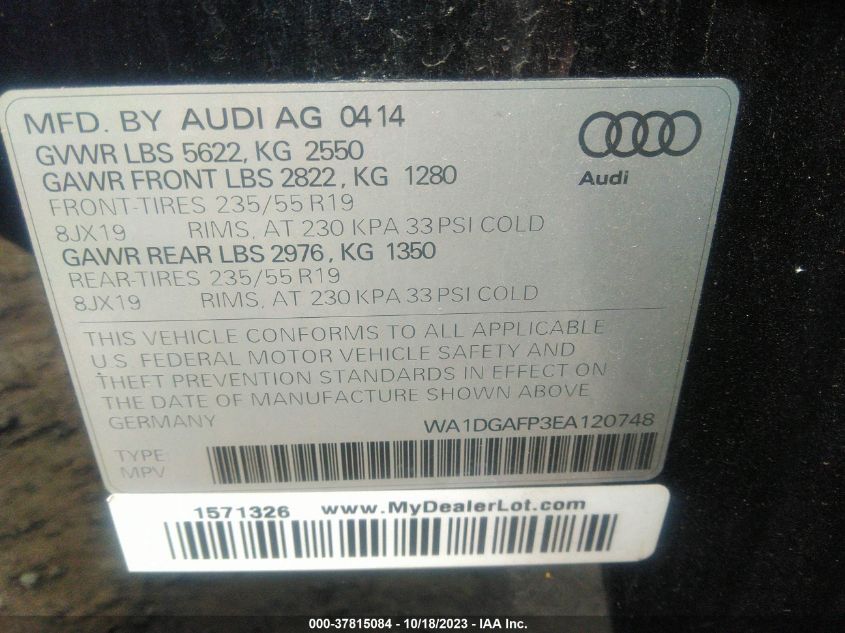 MFD. BY AUDI AG 0414
GVWR LBS 5622, KG 2550
GAWR FRONT LBS 2822, KG 1280
FRONT-TIRES 235/55 R19
8JX19 RIMS, AT 230 KPA 33 PSI COLD
GAWR REAR LBS 2976, KG 1350
REAR-TIRES 235/55 R19
8JX19 RIMS, AT 230 KPA 33 PSI COLD
Audi
THIS VEHICLE CONFORMS TO ALL APPLICABLE
U.S. FEDERAL MOTOR VEHICLE SAFETY AND
THEFT PREVENTION STANDARDS IN EFFECT ON
THE DATE OF MANUFACTURE SHOWN ABOVE
GERMANY WA1DGAFP3EA120748
TYPE:
MPV
1571326 www.MyDealerLot.com
000-37815084 - 10/18/2023 - IAA Inc.